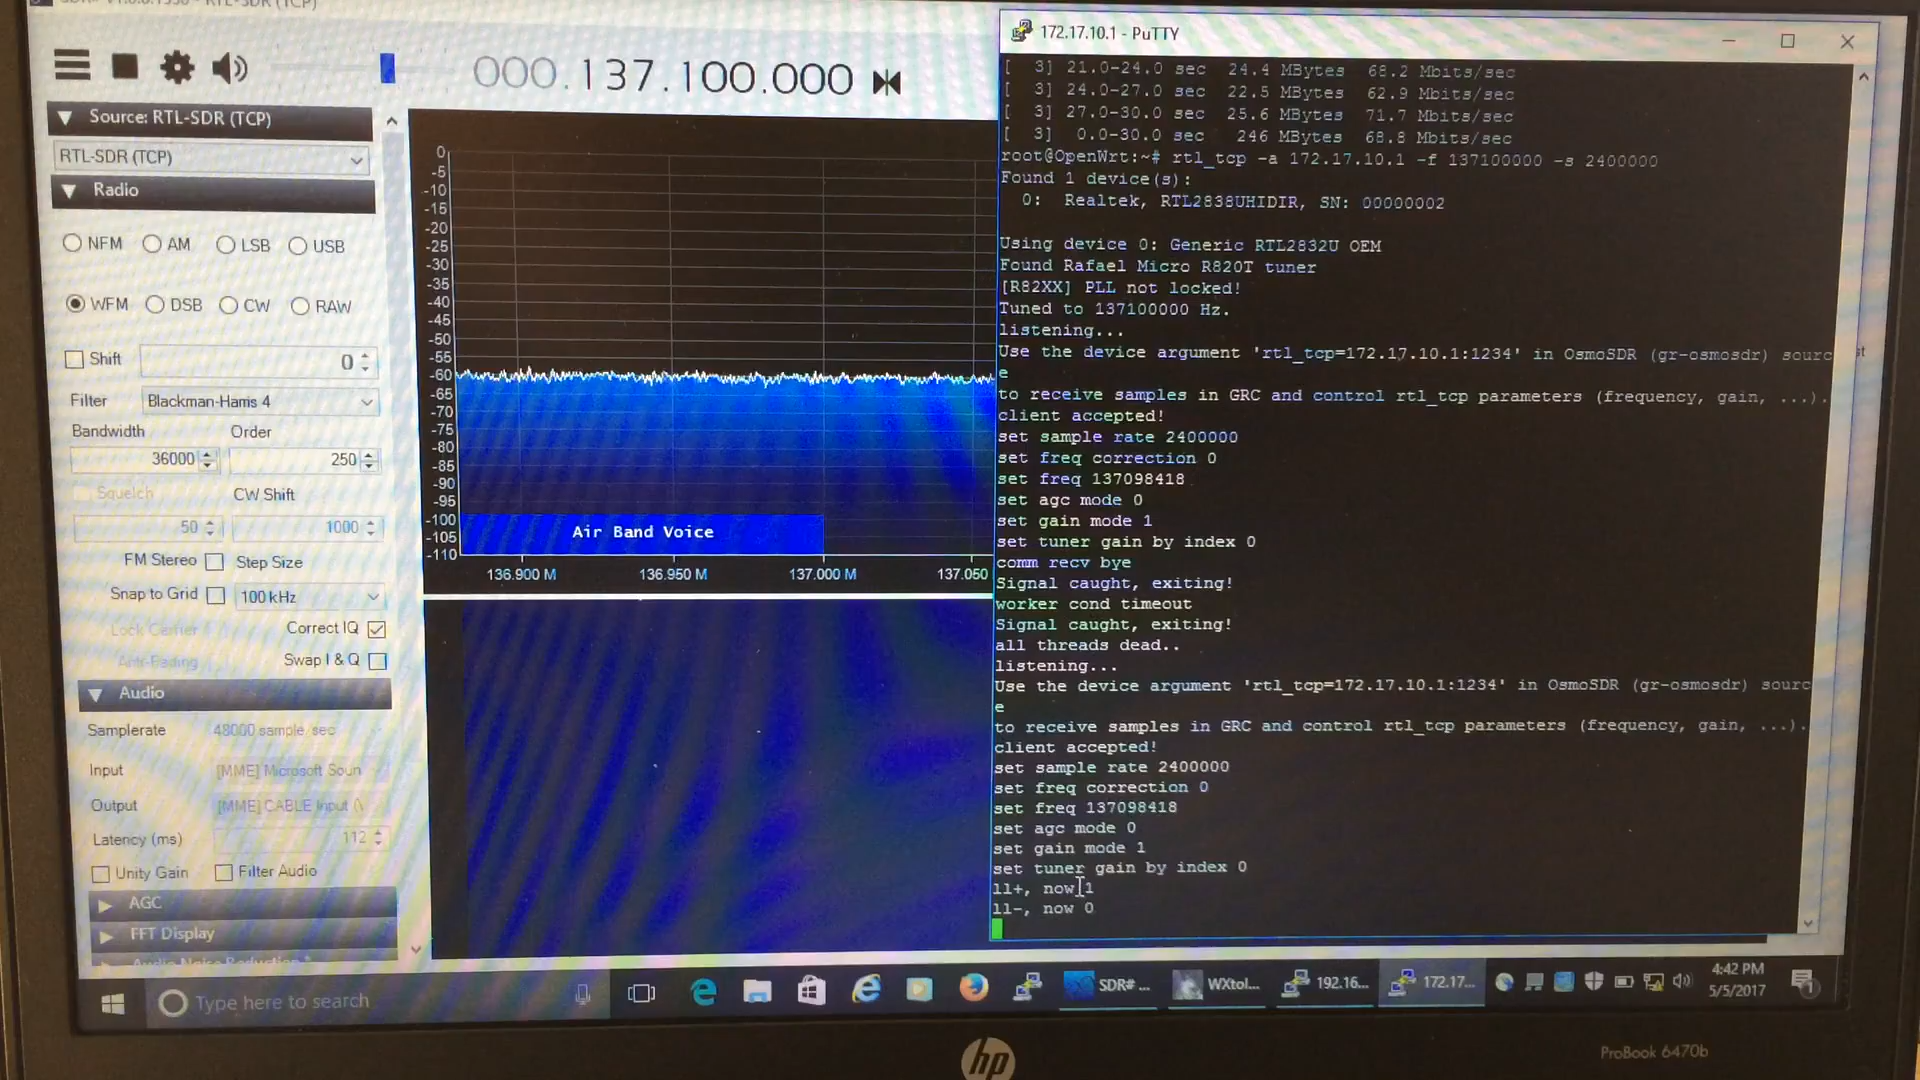 000.137.100.000
Source: RTL-SDR (TCP)
RTL-SDR (TCP)
Radio
NFM AM LSB USB
WFM DSB CW RAW
Shift 0
Filter Blackman-Harris 4
Bandwidth Order
36000 250
Squelch CW Shift
50 1000
FM Stereo Step Size
Snap to Grid 100 kHz
Lock Carrier Correct IQ
Anti-Fading Swap I & Q
Audio
Samplerate 48000 sample/sec
Input [MME] Microsoft Soun
Output [MME] CABLE Input (V
Latency (ms) 112
Unity Gain Filter Audio
AGC
FFT Display
Audio Noise Reduction *
0
-5
-10
-15
-20
-25
-30
-35
-40
-45
-50
-55
-60
-65
-70
-75
-80
-85
-90
-95
-100
-105
-110
Air Band Voice
136.900 M 136.950 M 137.000 M 137.050
172.17.10.1 - PuTTY
[ 3] 21.0-24.0 sec 24.4 MBytes 68.2 Mbits/sec
[ 3] 24.0-27.0 sec 22.5 MBytes 62.9 Mbits/sec
[ 3] 27.0-30.0 sec 25.6 MBytes 71.7 Mbits/sec
[ 3] 0.0-30.0 sec 246 MBytes 68.8 Mbits/sec
root@OpenWrt:~# rtl_tcp -a 172.17.10.1 -f 137100000 -s 2400000
Found 1 device(s):
0: Realtek, RTL2838UHIDIR, SN: 00000002
Using device 0: Generic RTL2832U OEM
Found Rafael Micro R820T tuner
[R82XX] PLL not locked!
Tuned to 137100000 Hz.
listening...
Use the device argument 'rtl_tcp=172.17.10.1:1234' in OsmoSDR (gr-osmosdr) sourc
e
to receive samples in GRC and control rtl_tcp parameters (frequency, gain, ...).
client accepted!
set sample rate 2400000
set freq correction 0
set freq 137098418
set agc mode 0
set gain mode 1
set tuner gain by index 0
comm recv bye
Signal caught, exiting!
worker cond timeout
Signal caught, exiting!
all threads dead..
listening...
Use the device argument 'rtl_tcp=172.17.10.1:1234' in OsmoSDR (gr-osmosdr) sourc
e
to receive samples in GRC and control rtl_tcp parameters (frequency, gain, ...).
client accepted!
set sample rate 2400000
set freq correction 0
set freq 137098418
set agc mode 0
set gain mode 1
set tuner gain by index 0
ll+, now 1
ll-, now 0
Type here to search
SDR# ...
WXtol...
192.16...
172.17...
4:42 PM
5/5/2017
1
hp
ProBook 6470b